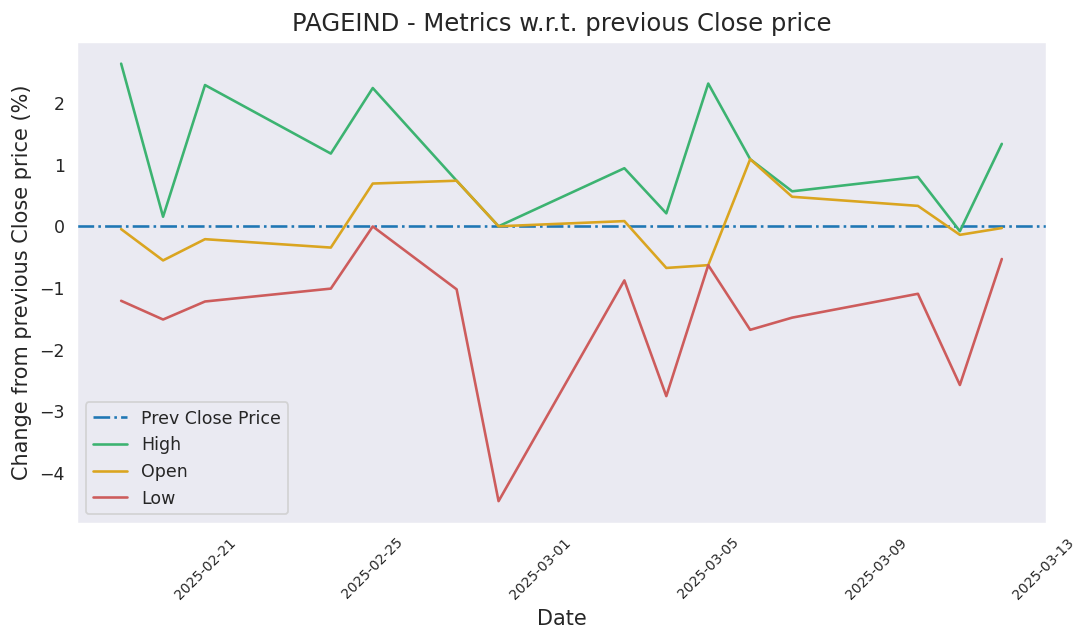 PAGEIND - Metrics w.r.t. previous Close price
Change from previous Close price (%)
2
1
0
−1
−2
−3
−4
Prev Close Price
High
Open
Low
2025-02-21
2025-02-25
2025-03-01
2025-03-05
2025-03-09
2025-03-13
Date